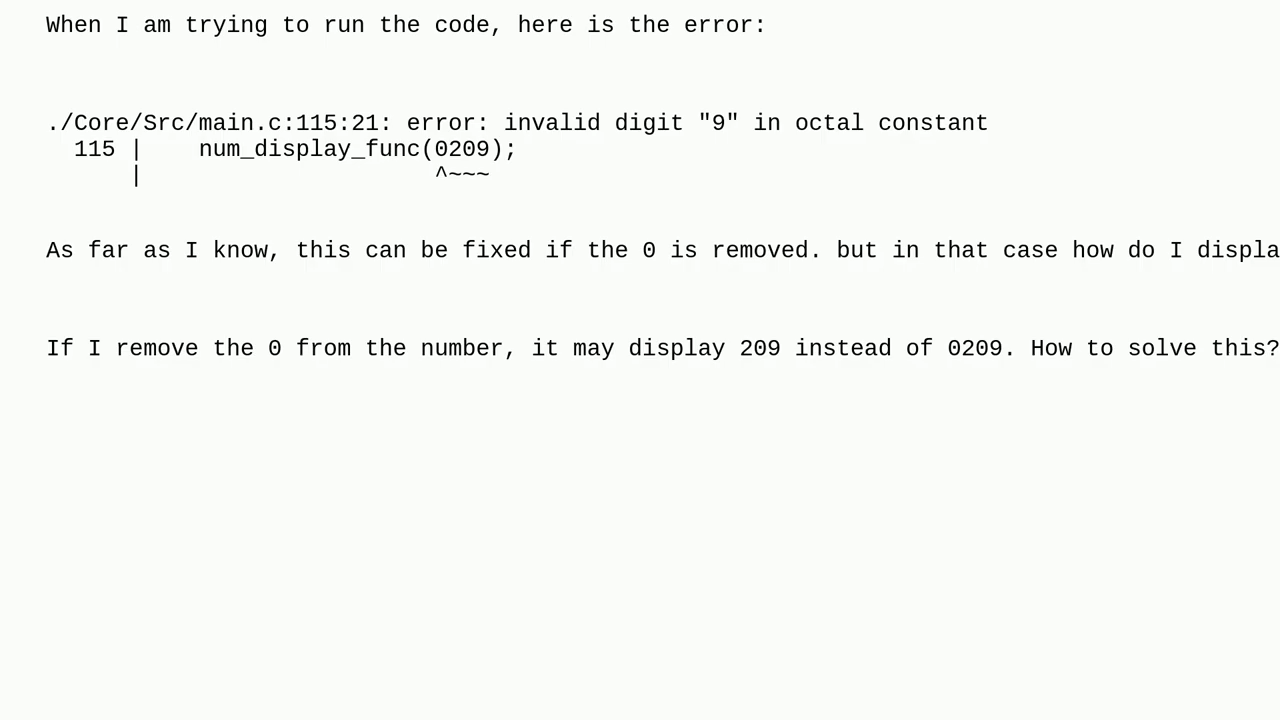 When I am trying to run the code, here is the error:
./Core/Src/main.c:115:21: error: invalid digit "9" in octal constant
  115 |    num_display_func(0209);
      |                     ^~~~
As far as I know, this can be fixed if the 0 is removed. but in that case how do I displa
If I remove the 0 from the number, it may display 209 instead of 0209. How to solve this?